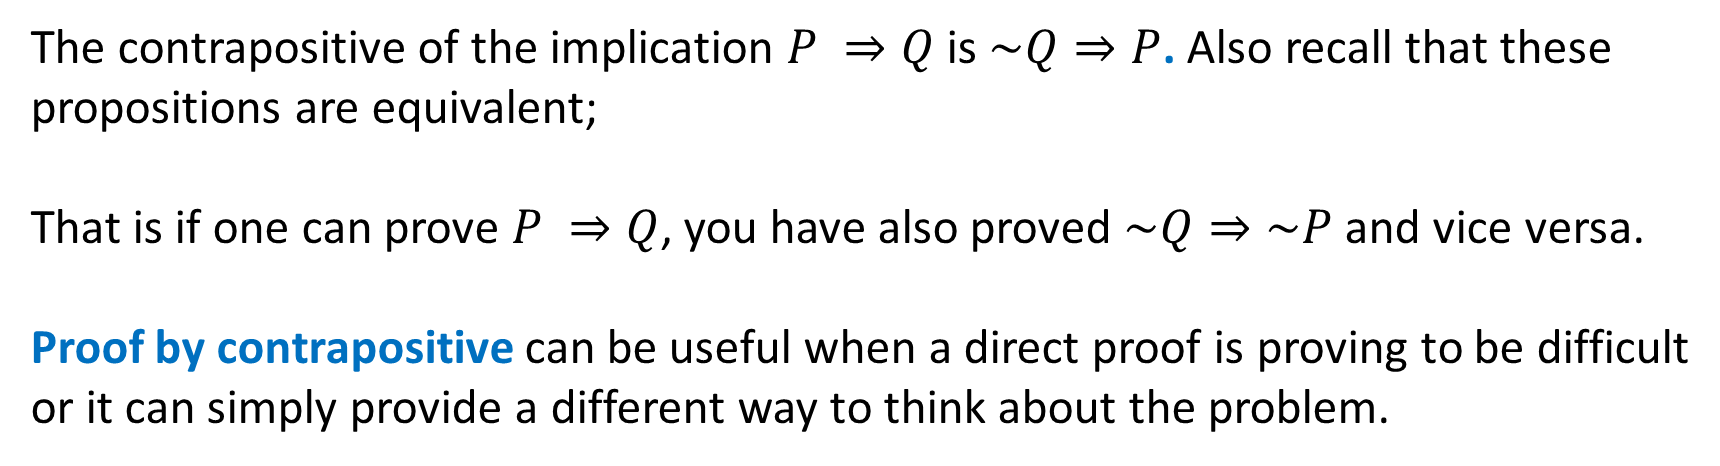 The contrapositive of the implication P ⇒ Q is ~Q ⇒ P. Also recall that these
propositions are equivalent;
That is if one can prove P ⇒ Q, you have also proved ~Q ⇒ ~P and vice versa.
Proof by contrapositive can be useful when a direct proof is proving to be difficult
or it can simply provide a different way to think about the problem.